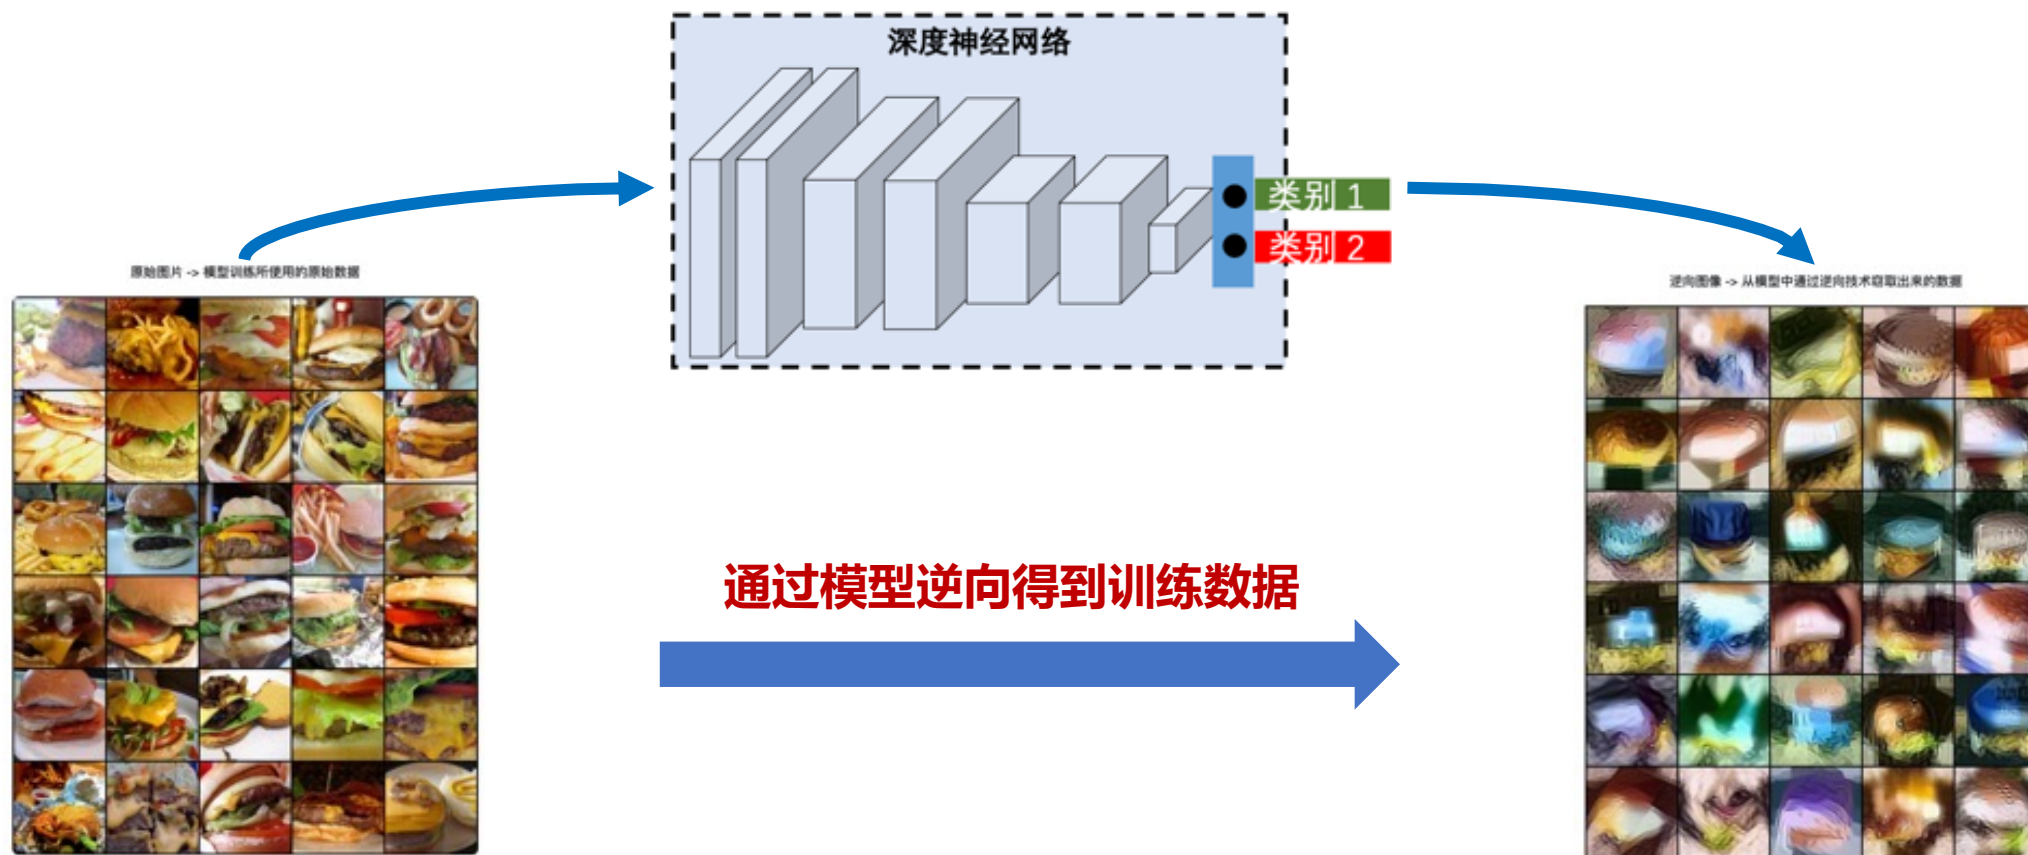 深度神经网络
类别 1
类别 2
原始图片 -> 模型训练所使用的原始数据
逆向图像 -> 从模型中通过逆向技术窃取出来的数据
通过模型逆向得到训练数据